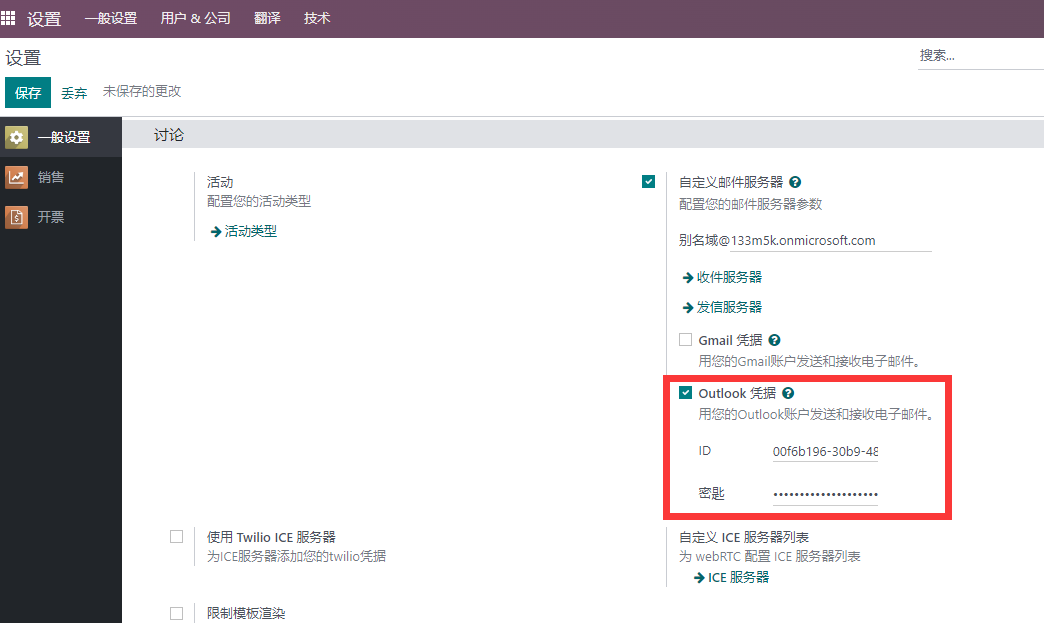 设置 一般设置 用户 & 公司 翻译 技术
设置
搜索...
保存 丢弃 未保存的更改
一般设置
销售
开票
讨论
活动
配置您的活动类型
活动类型
自定义邮件服务器
配置您的邮件服务器参数
别名域@133m5k.onmicrosoft.com
收件服务器
发信服务器
Gmail 凭据
用您的Gmail账户发送和接收电子邮件。
Outlook 凭据
用您的Outlook账户发送和接收电子邮件。
ID 00f6b196-30b9-48
密匙 ••••••••••••••••••••
使用 Twilio ICE 服务器
为ICE服务器添加您的twilio凭据
自定义 ICE 服务器列表
为 webRTC 配置 ICE 服务器列表
ICE 服务器
限制模板渲染